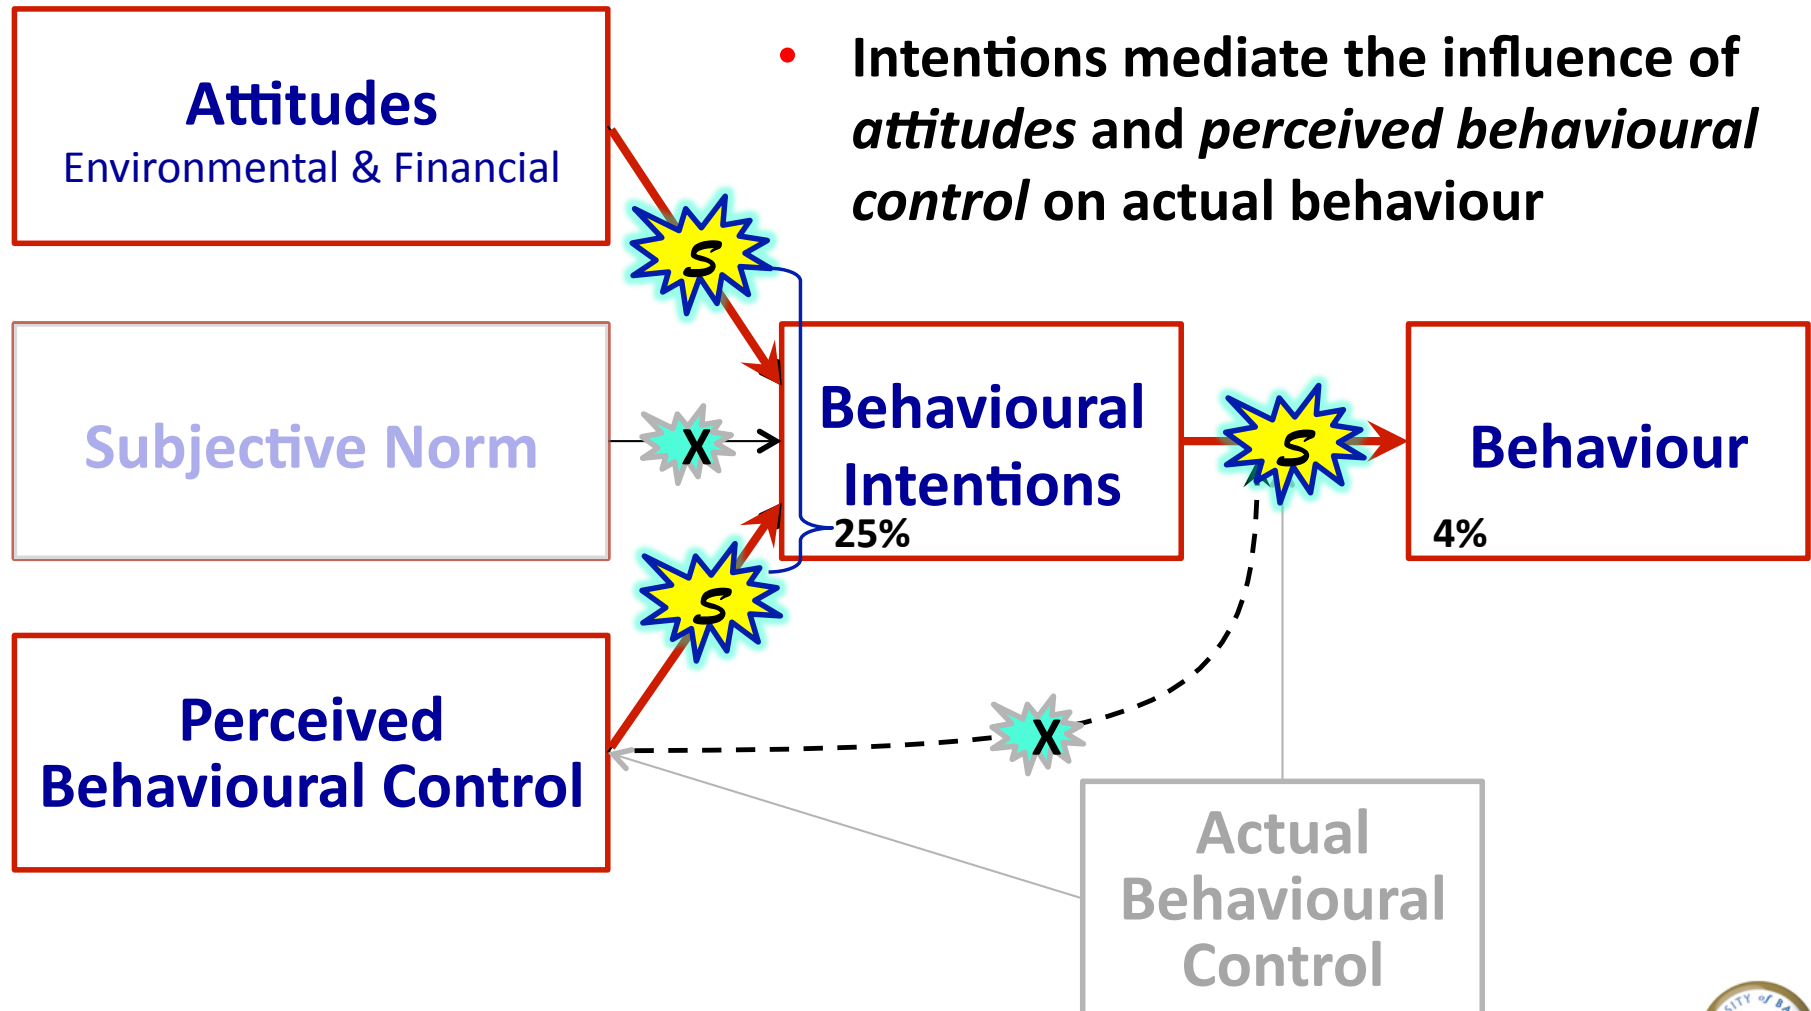 Attitudes
Environmental & Financial
• Intentions mediate the influence of
attitudes and perceived behavioural
control on actual behaviour
S
Subjective Norm
X
Behavioural
Intentions
25%
S
Behaviour
4%
S
Perceived
Behavioural Control
X
Actual
Behavioural
Control